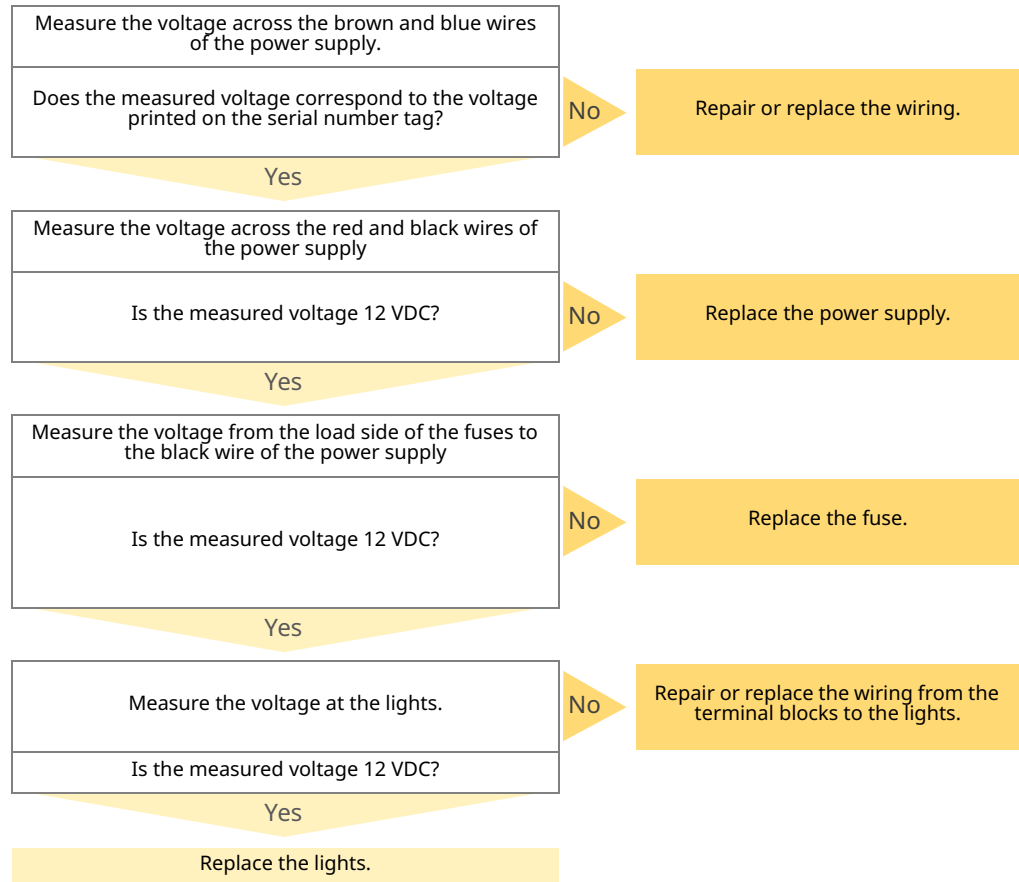 Measure the voltage across the brown and blue wires
of the power supply.
Does the measured voltage correspond to the voltage
printed on the serial number tag?
No
Repair or replace the wiring.
Yes
Measure the voltage across the red and black wires of
the power supply
Is the measured voltage 12 VDC?
No
Replace the power supply.
Yes
Measure the voltage from the load side of the fuses to
the black wire of the power supply
Is the measured voltage 12 VDC?
No
Replace the fuse.
Yes
Measure the voltage at the lights.
No
Repair or replace the wiring from the
terminal blocks to the lights.
Is the measured voltage 12 VDC?
Yes
Replace the lights.